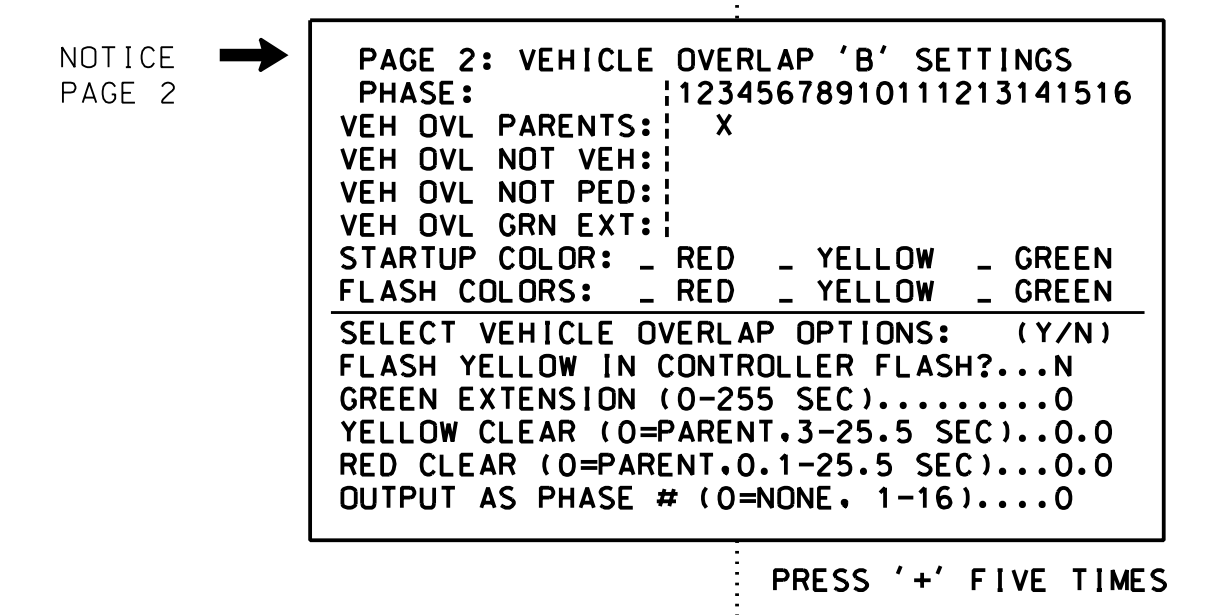 NOTICE
PAGE 2
PAGE 2: VEHICLE OVERLAP 'B' SETTINGS
PHASE: ¦12345678910111213141516
VEH OVL PARENTS:¦ X
VEH OVL NOT VEH:¦
VEH OVL NOT PED:¦
VEH OVL GRN EXT:¦
STARTUP COLOR: _ RED _ YELLOW _ GREEN
FLASH COLORS: _ RED _ YELLOW _ GREEN
SELECT VEHICLE OVERLAP OPTIONS: (Y/N)
FLASH YELLOW IN CONTROLLER FLASH?...N
GREEN EXTENSION (0-255 SEC).........0
YELLOW CLEAR (0=PARENT,3-25.5 SEC)..0.0
RED CLEAR (0=PARENT,0.1-25.5 SEC)...0.0
OUTPUT AS PHASE # (0=NONE, 1-16)....0
PRESS '+' FIVE TIMES